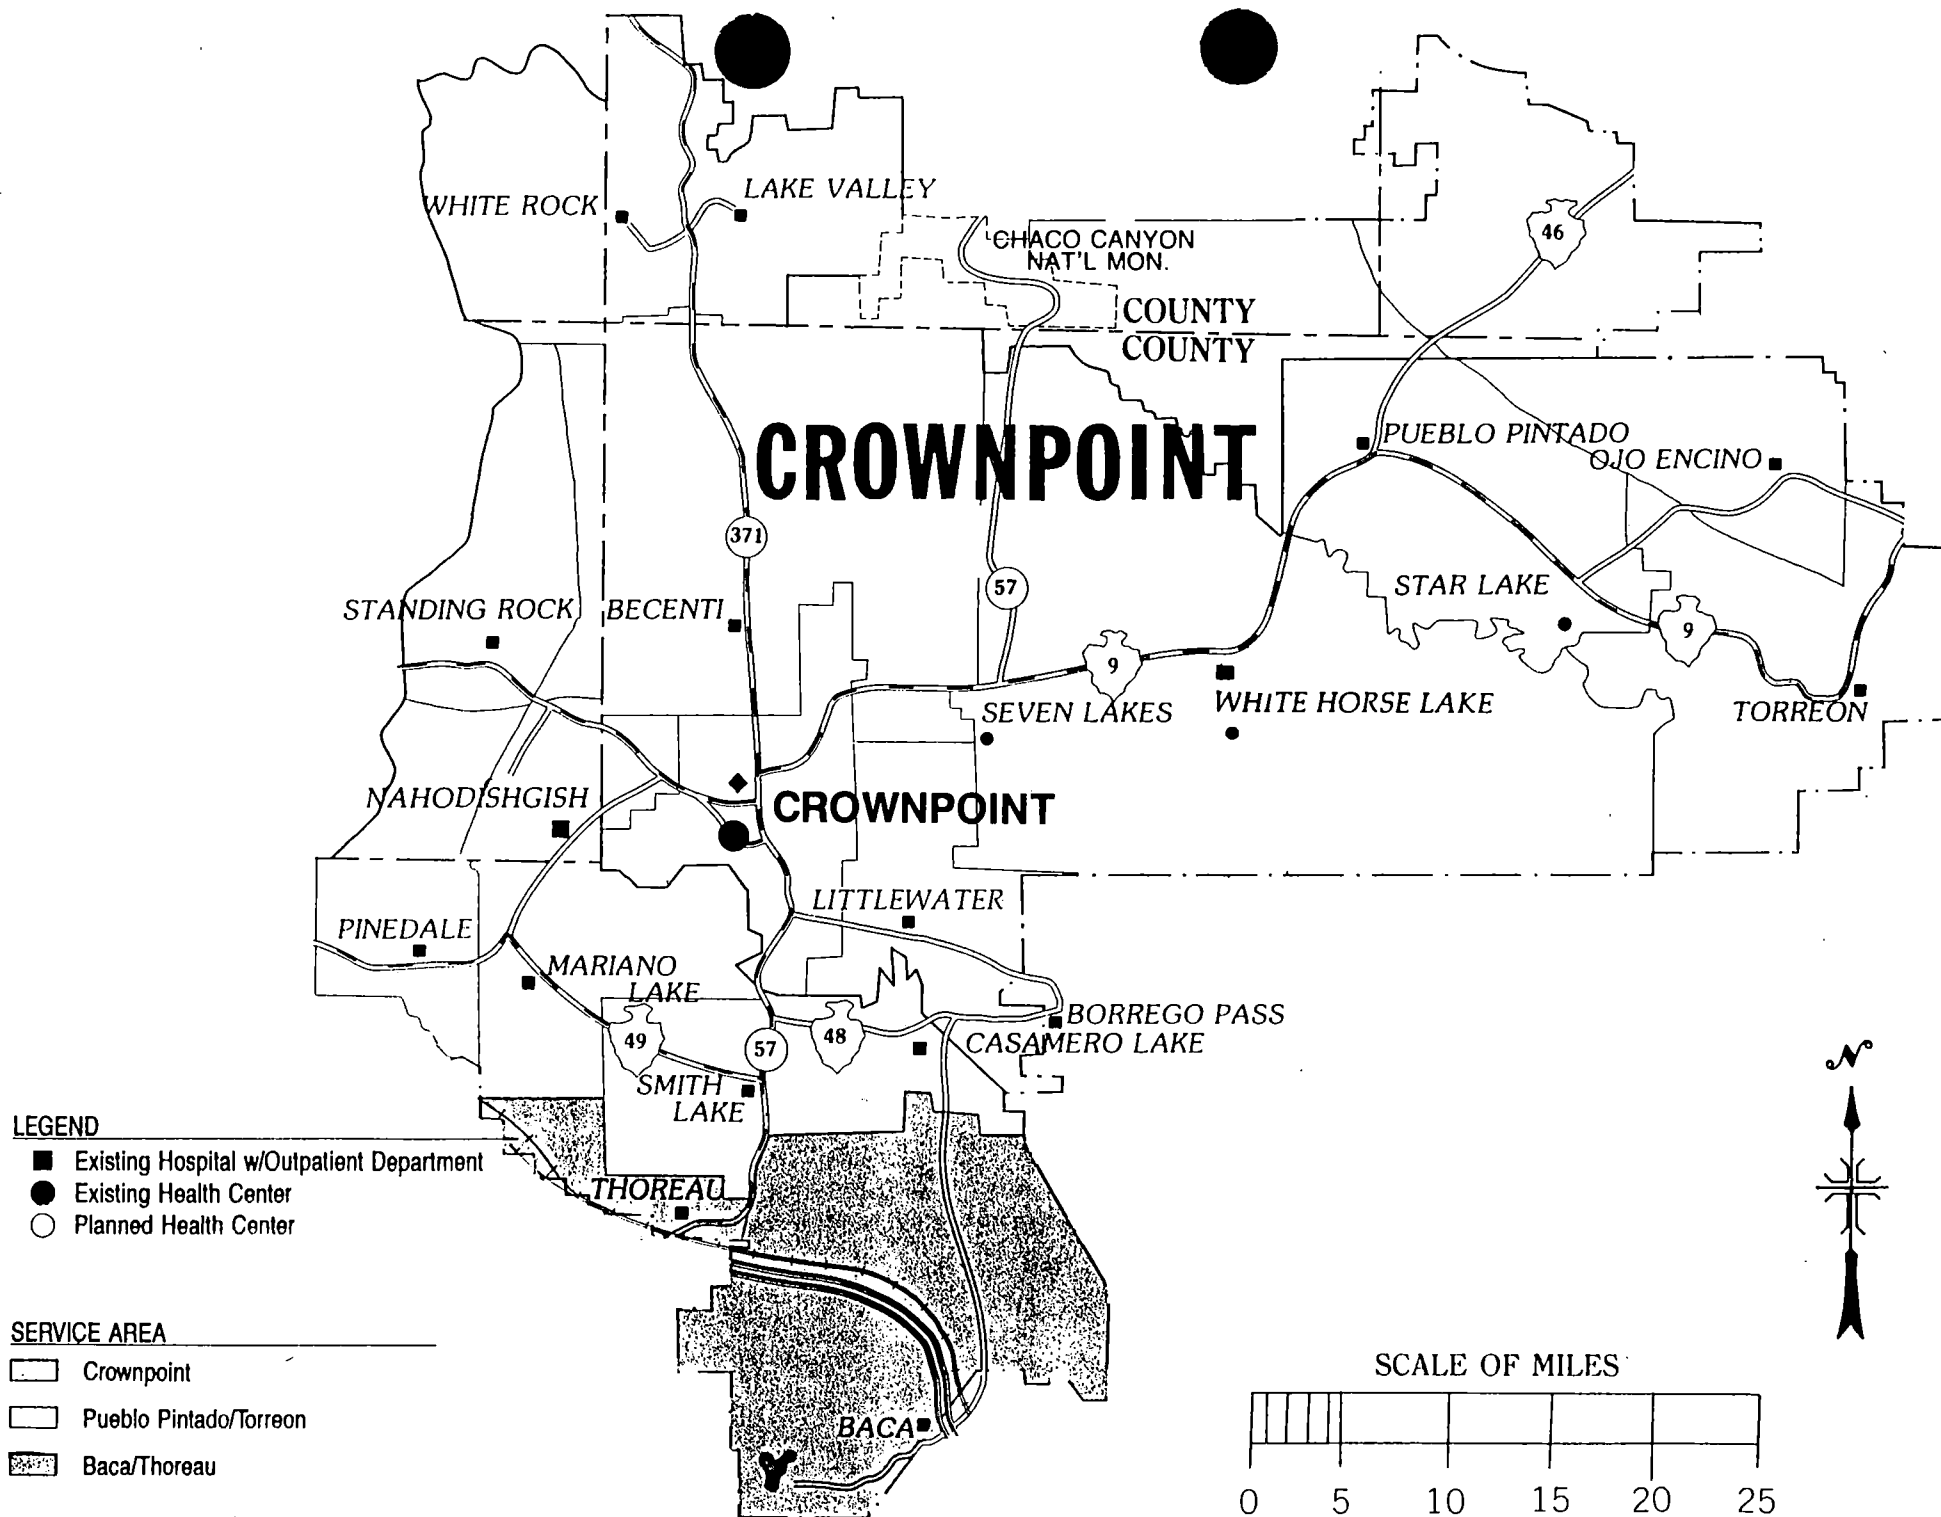 WHITE ROCK
LAKE VALLEY
CHACO CANYON
NAT'L MON.
46
COUNTY
COUNTY
CROWNPOINT
PUEBLO PINTADO
OJO ENCINO
371
57
STANDING ROCK
BECENTI
STAR LAKE
9
9
SEVEN LAKES
WHITE HORSE LAKE
TORREON
NAHODISHGISH
CROWNPOINT
LITTLEWATER
PINEDALE
MARIANO
LAKE
BORREGO PASS
49
57
48
CASAMERO LAKE
SMITH
LAKE
N
LEGEND
Existing Hospital w/Outpatient Department
Existing Health Center
Planned Health Center
THOREAU
SERVICE AREA
Crownpoint
Pueblo Pintado/Torreon
Baca/Thoreau
BACA
SCALE OF MILES
0 5 10 15 20 25